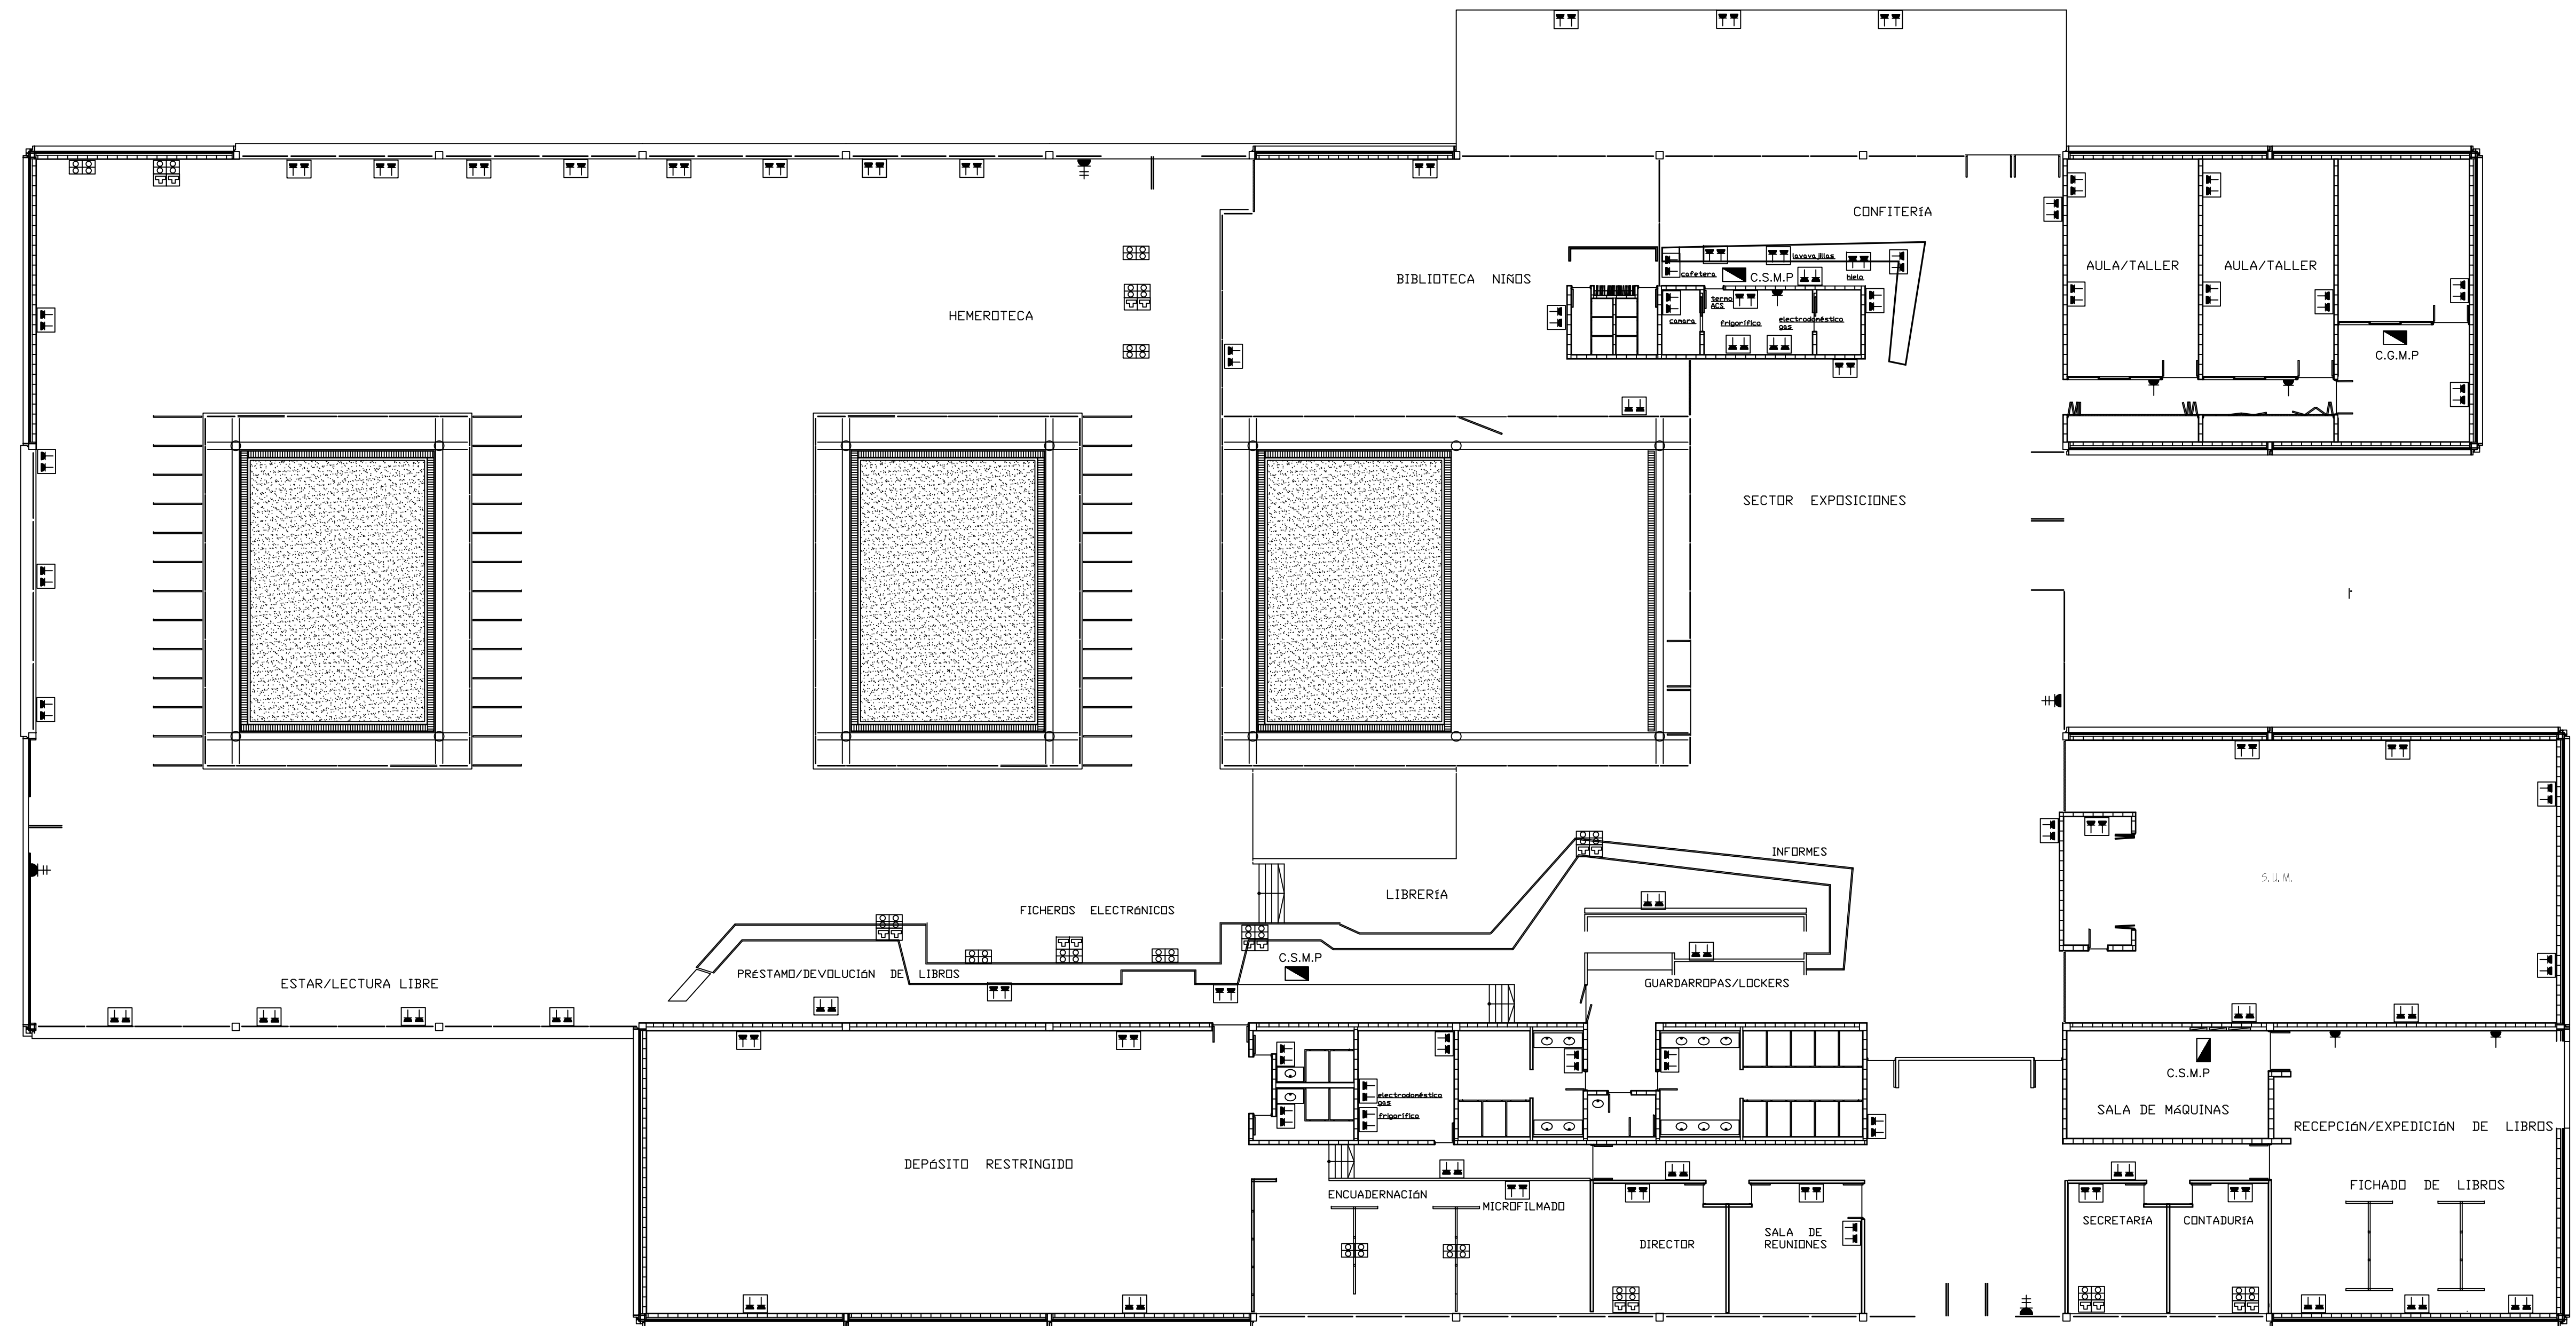 CONFITERÍA
AULA/TALLER
AULA/TALLER
BIBLIOTECA NIÑOS
cafetera
C.S.M.P
lavavajillas
hielo
termo
ACS
camara
frigorífico
electrodoméstico
gas
HEMEROTECA
C.G.M.P
SECTOR EXPOSICIONES
INFORMES
S.U.M.
LIBRERÍA
FICHEROS ELECTRÓNICOS
C.S.M.P
PRÉSTAMO/DEVOLUCIÓN DE LIBROS
ESTAR/LECTURA LIBRE
GUARDARROPAS/LOCKERS
C.S.M.P
electrodoméstico
gas
frigorífico
SALA DE MÁQUINAS
RECEPCIÓN/EXPEDICIÓN DE LIBROS
DEPÓSITO RESTRINGIDO
ENCUADERNACIÓN
MICROFILMADO
FICHADO DE LIBROS
SECRETARÍA
CONTADURÍA
DIRECTOR
SALA DE
REUNIONES